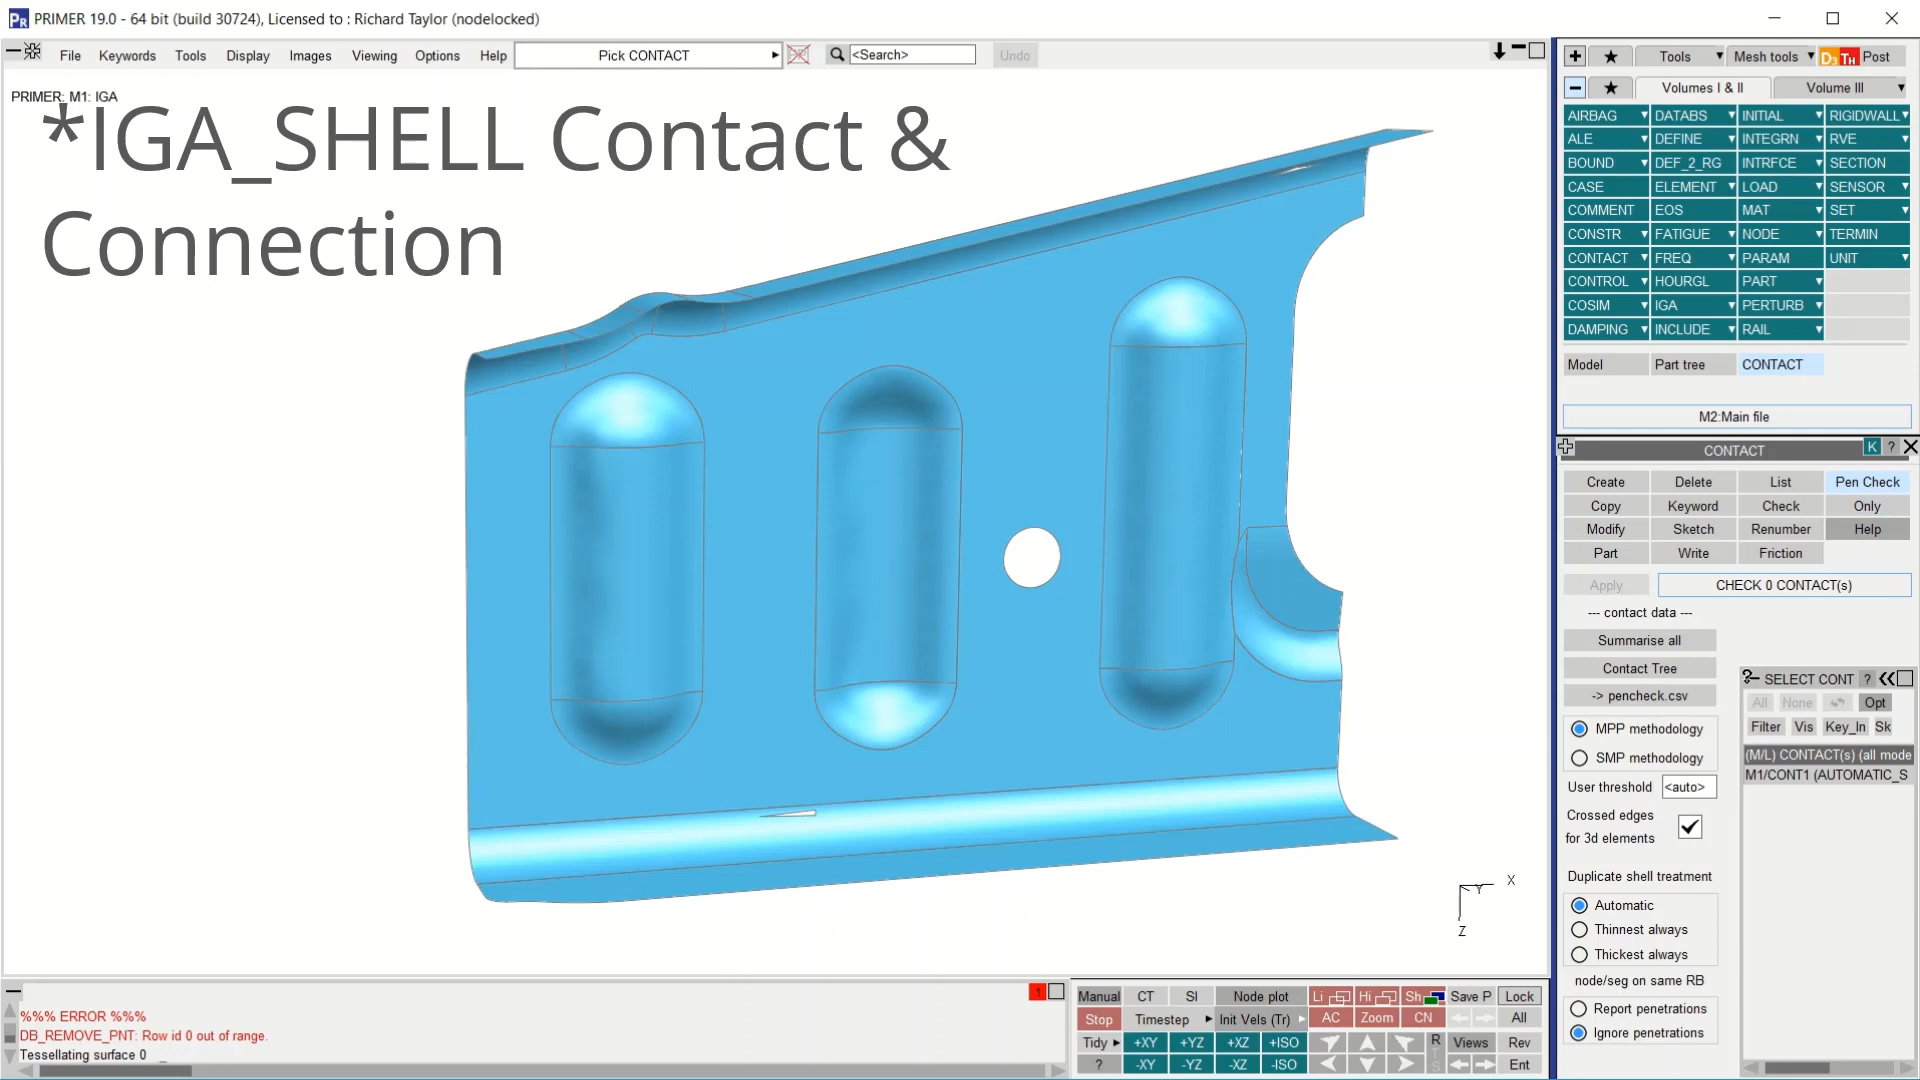 PRIMER 19.0 - 64 bit (build 30724), Licensed to : Richard Taylor (nodelocked)
File Keywords Tools Display Images Viewing Options Help Pick CONTACT <Search> Undo
PRIMER: M1: IGA
*IGA_SHELL Contact &
Connection
X
Y
Z
Tools Mesh tools D3 TH Post
Volumes I & II Volume III
AIRBAG DATABS INITIAL RIGIDWALL
ALE DEFINE INTEGRN RVE
BOUND DEF_2_RG INTRFCE SECTION
CASE ELEMENT LOAD SENSOR
COMMENT EOS MAT SET
CONSTR FATIGUE NODE TERMIN
CONTACT FREQ PARAM UNIT
CONTROL HOURGL PART
COSIM IGA PERTURB
DAMPING INCLUDE RAIL
Model Part tree CONTACT
M2:Main file
CONTACT K ?
Create Delete List Pen Check
Copy Keyword Check Only
Modify Sketch Renumber Help
Part Write Friction
Apply CHECK 0 CONTACT(s)
--- contact data ---
Summarise all
Contact Tree
-> pencheck.csv
MPP methodology
SMP methodology
User threshold <auto>
Crossed edges
for 3d elements
Duplicate shell treatment
Automatic
Thinnest always
Thickest always
node/seg on same RB
Report penetrations
Ignore penetrations
SELECT CONT ?
All None Opt
Filter Vis Key_In Sk
(M/L) CONTACT(s) (all mode
M1/CONT1 (AUTOMATIC_S
1
%%% ERROR %%%
DB_REMOVE_PNT: Row id 0 out of range.
Tessellating surface 0 _
Manual CT SI Node plot Li Hi Sh Save P Lock
Stop Timestep Init Vels (Tr) AC Zoom CN All
Tidy +XY +YZ +XZ +ISO R Views Rev
? -XY -YZ -XZ -ISO T S Ent